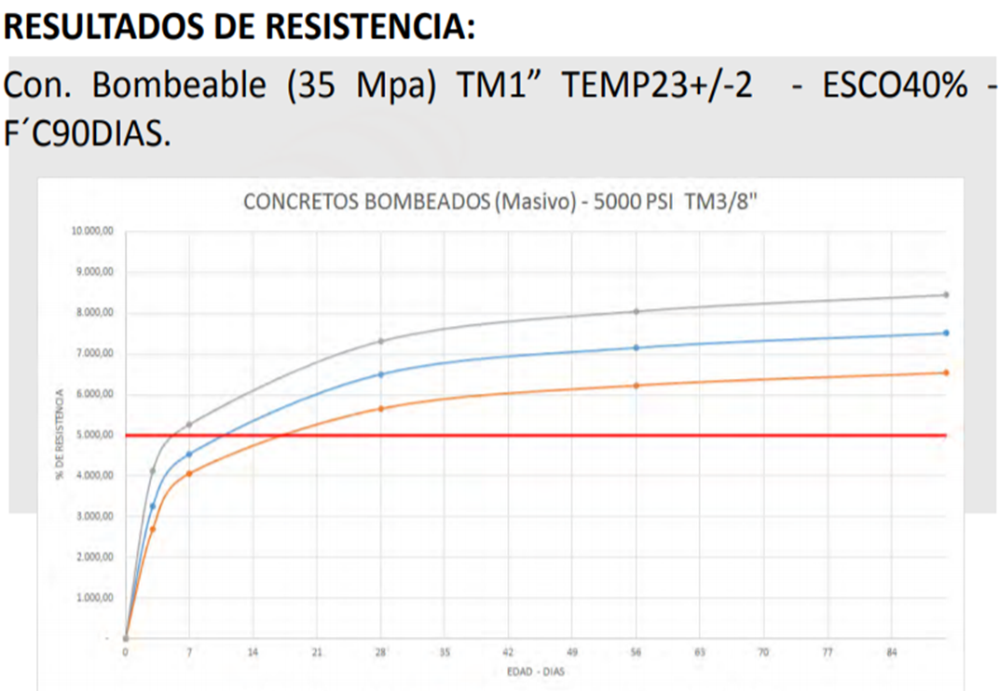 RESULTADOS DE RESISTENCIA:
Con. Bombeable (35 Mpa) TM1” TEMP23+/-2 - ESCO40% -
F´C90DIAS.
CONCRETOS BOMBEADOS (Masivo) - 5000 PSI TM3/8"
10.000,00
9.000,00
8.000,00
7.000,00
6.000,00
5.000,00
4.000,00
3.000,00
2.000,00
1.000,00
-
% DE RESISTENCIA
0 7 14 21 28 35 42 49 56 63 70 77 84
EDAD - DIAS